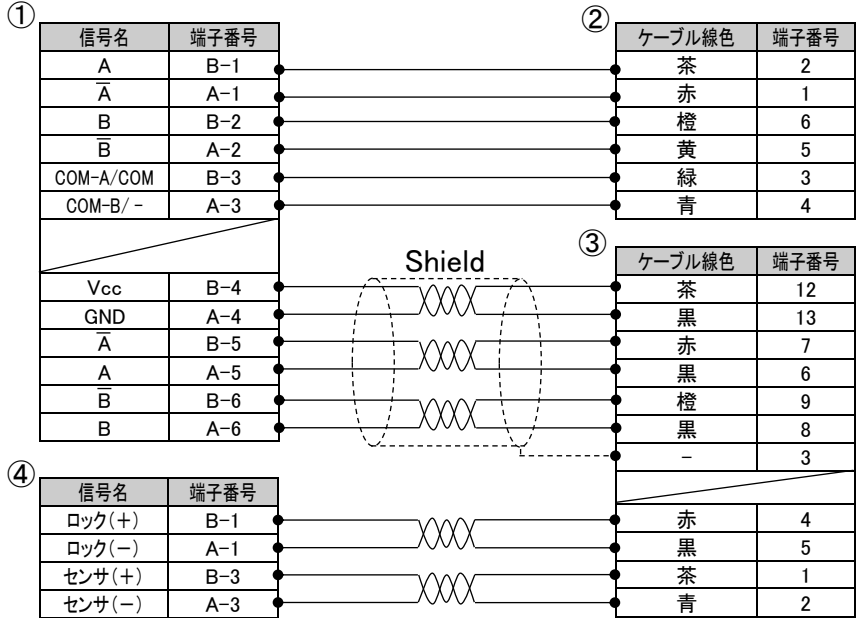 ①
信号名 端子番号
A B-1
A̅ A-1
B B-2
B̅ A-2
COM-A/COM B-3
COM-B/- A-3
Vcc B-4
GND A-4
A̅ B-5
A A-5
B̅ B-6
B A-6
②
ケーブル線色 端子番号
茶 2
赤 1
橙 6
黄 5
緑 3
青 4
Shield
③
ケーブル線色 端子番号
茶 12
黒 13
赤 7
黒 6
橙 9
黒 8
- 3
赤 4
黒 5
茶 1
青 2
④
信号名 端子番号
ロック(+) B-1
ロック(-) A-1
センサ(+) B-3
センサ(-) A-3